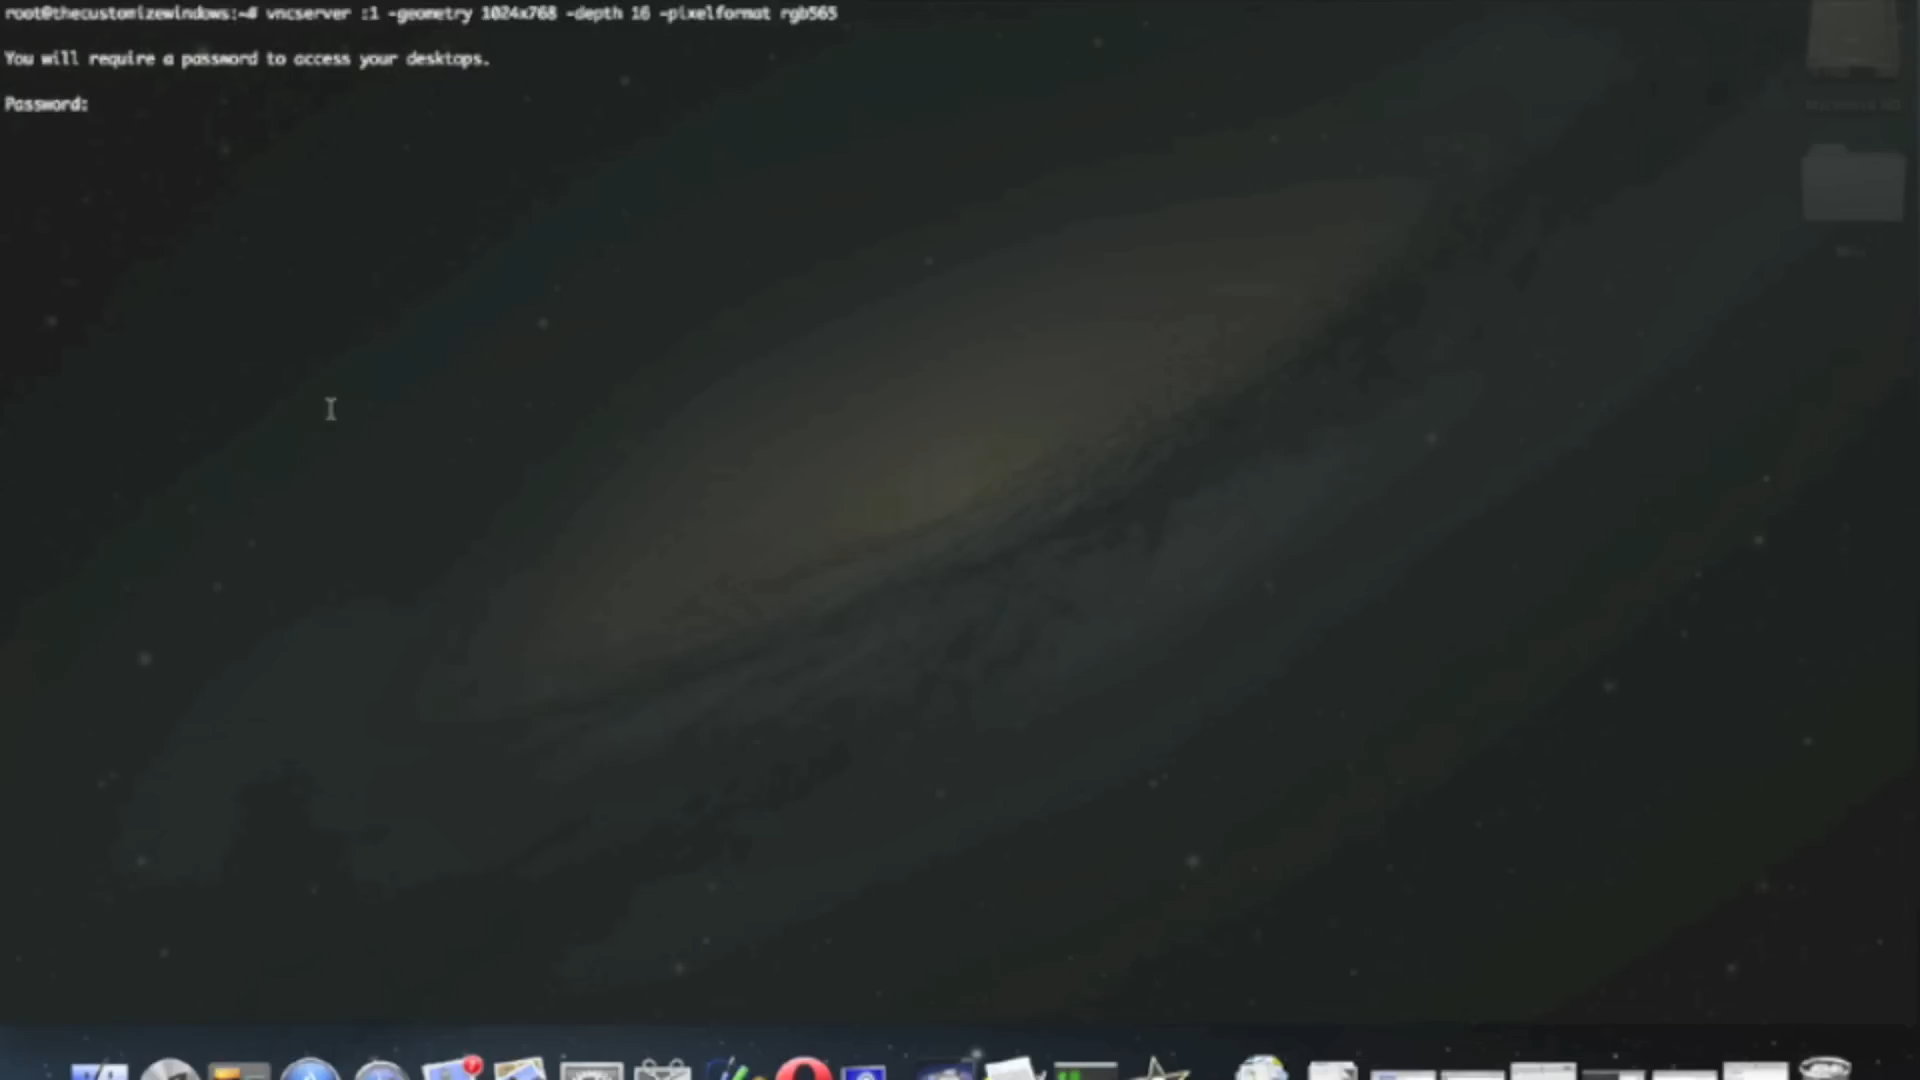 root@thecustomizewindows:~# vncserver :1 -geometry 1024x768 -depth 16 -pixelformat rgb565
You will require a password to access your desktops.
Password: